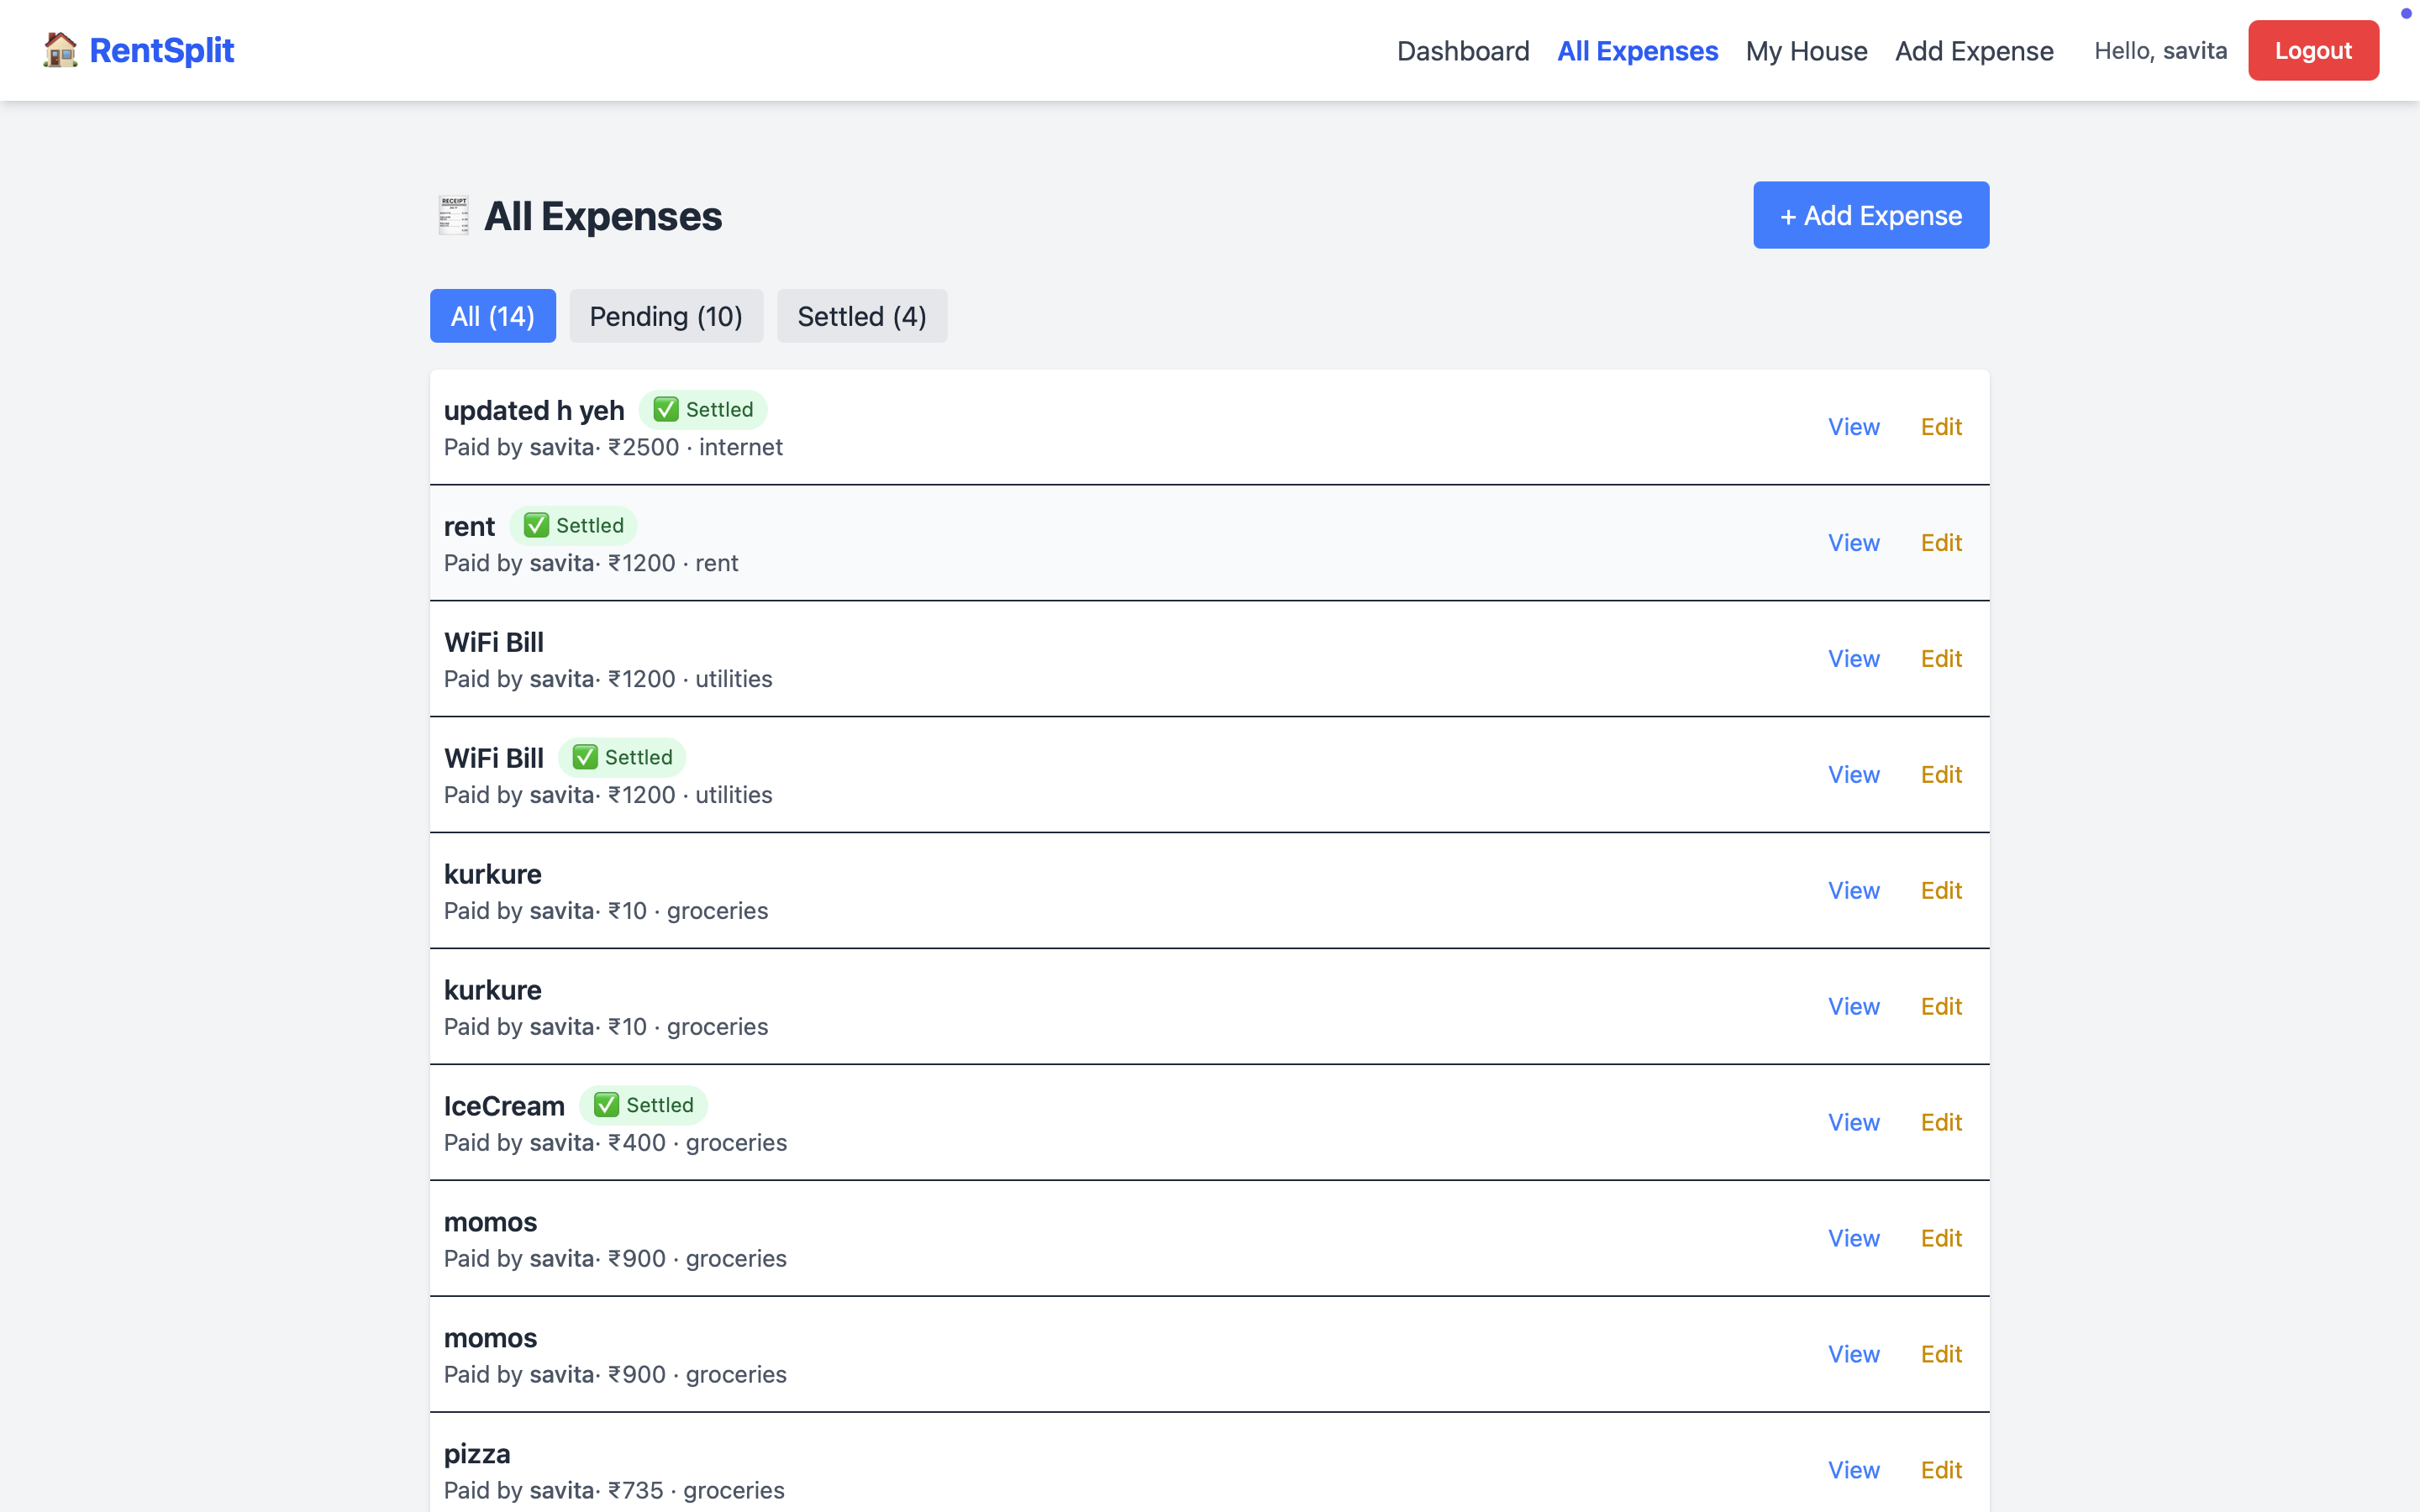 RentSplit
Dashboard All Expenses My House Add Expense Hello, savita Logout
All Expenses
+ Add Expense
All (14) Pending (10) Settled (4)
updated h yeh ✅ Settled
Paid by savita· ₹2500 · internet
View Edit
rent ✅ Settled
Paid by savita· ₹1200 · rent
View Edit
WiFi Bill
Paid by savita· ₹1200 · utilities
View Edit
WiFi Bill ✅ Settled
Paid by savita· ₹1200 · utilities
View Edit
kurkure
Paid by savita· ₹10 · groceries
View Edit
kurkure
Paid by savita· ₹10 · groceries
View Edit
IceCream ✅ Settled
Paid by savita· ₹400 · groceries
View Edit
momos
Paid by savita· ₹900 · groceries
View Edit
momos
Paid by savita· ₹900 · groceries
View Edit
pizza
Paid by savita· ₹735 · groceries
View Edit